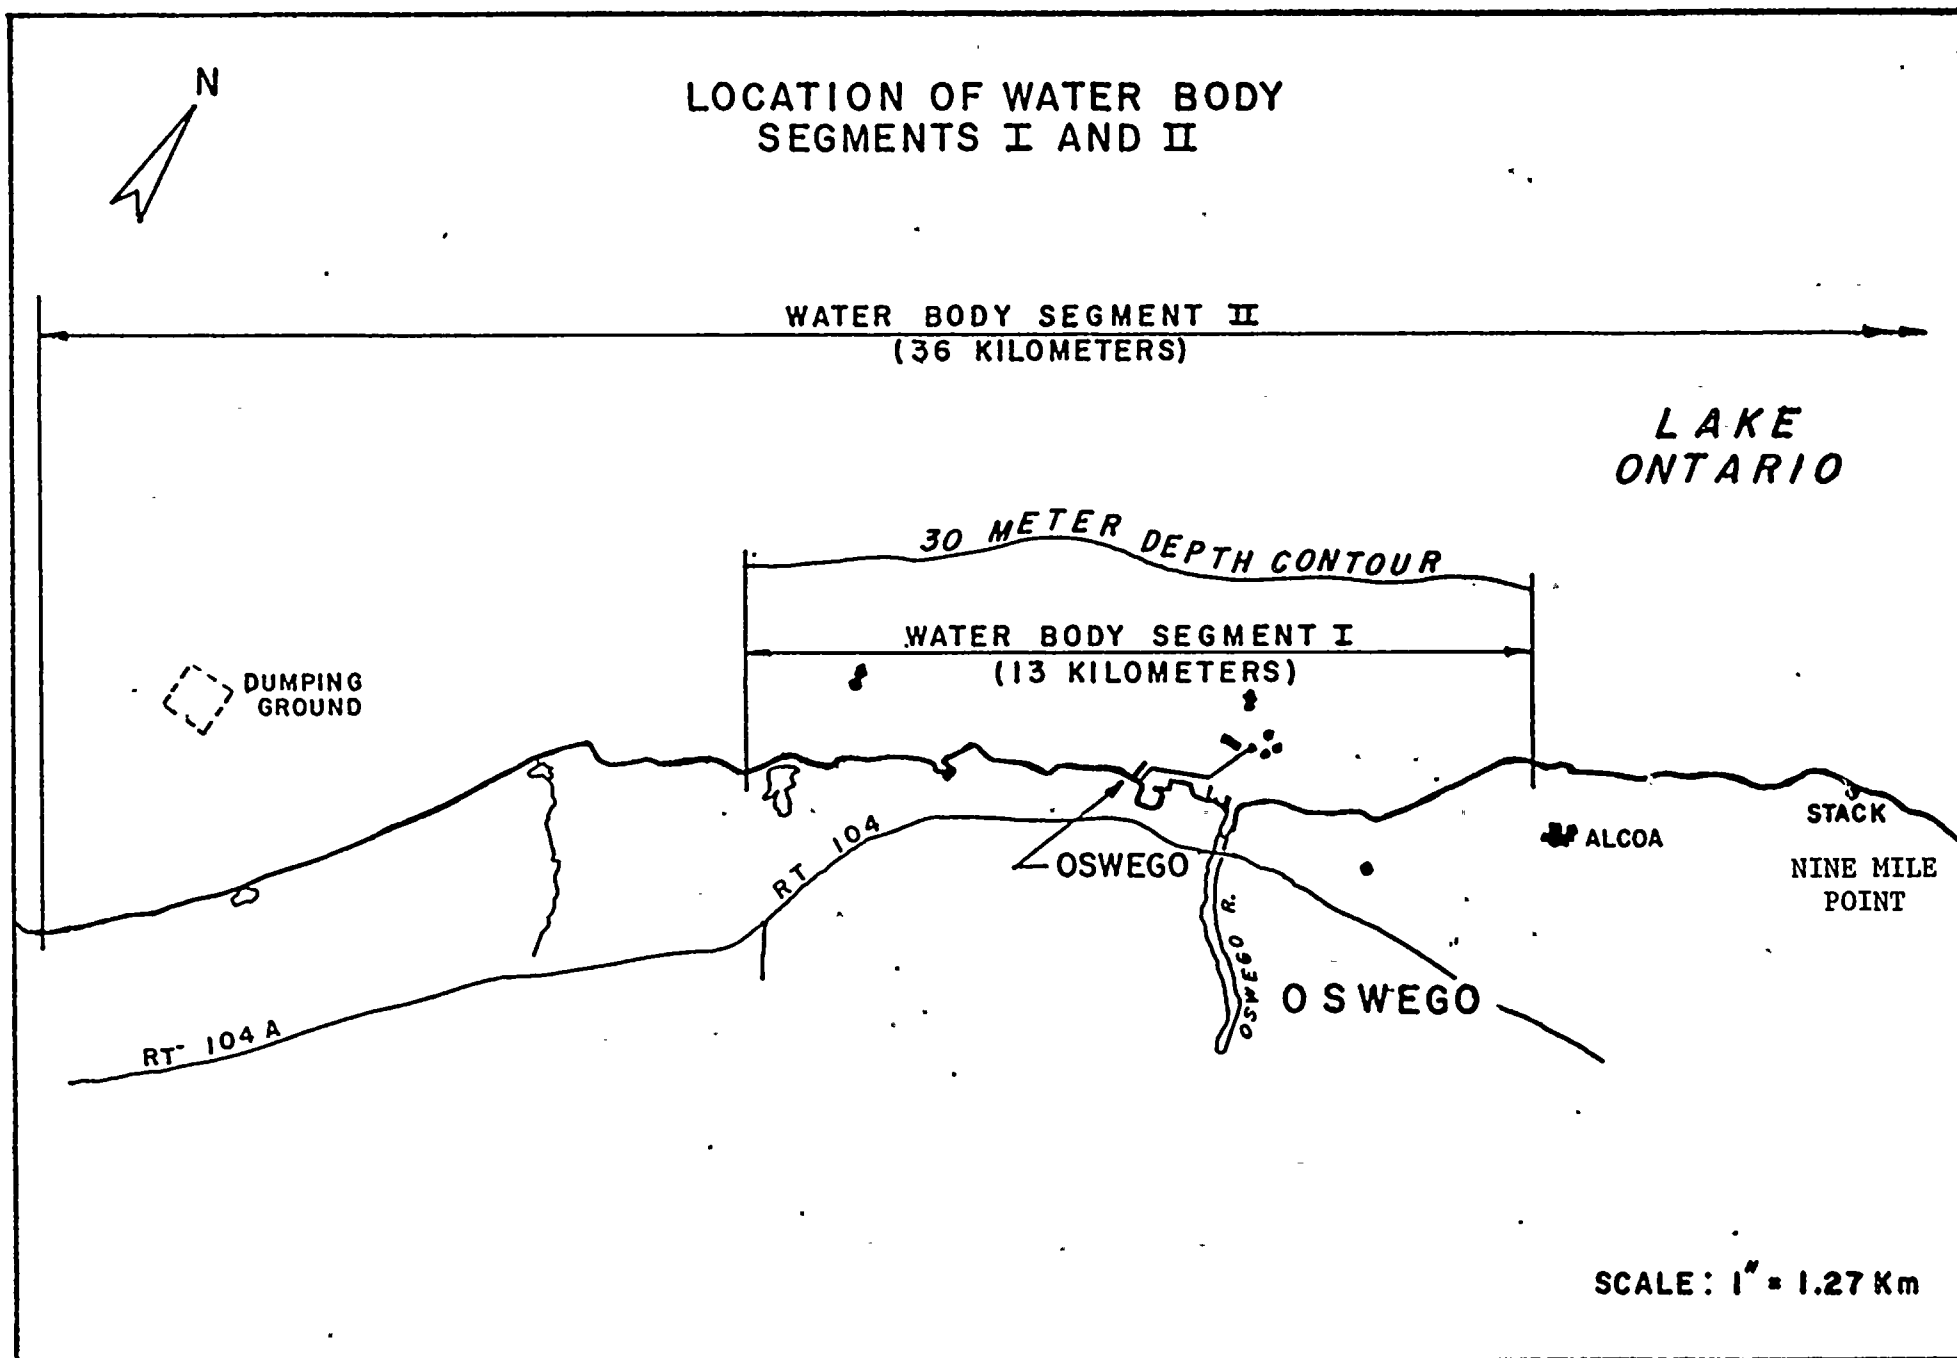 N
LOCATION OF WATER BODY
SEGMENTS I AND II
WATER BODY SEGMENT II
(36 KILOMETERS)
LAKE
ONTARIO
30 METER DEPTH CONTOUR
WATER BODY SEGMENT I
(13 KILOMETERS)
DUMPING
GROUND
STACK
ALCOA
RT 104
OSWEGO
NINE MILE
POINT
OSWEGO R.
OSWEGO
RT 104A
SCALE: 1" = 1.27 Km